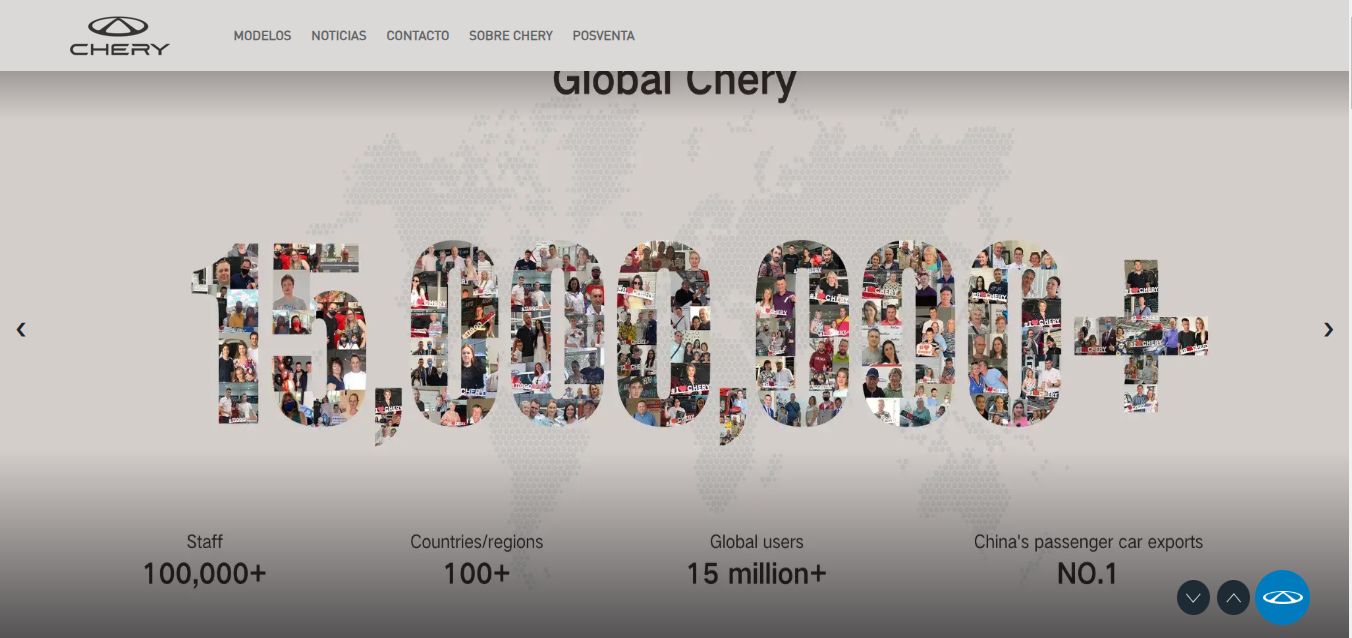 CHERY
MODELOS NOTICIAS CONTACTO SOBRE CHERY POSVENTA
Global Chery
15,000,000+
Staff
100,000+
Countries/regions
100+
Global users
15 million+
China's passenger car exports
NO.1